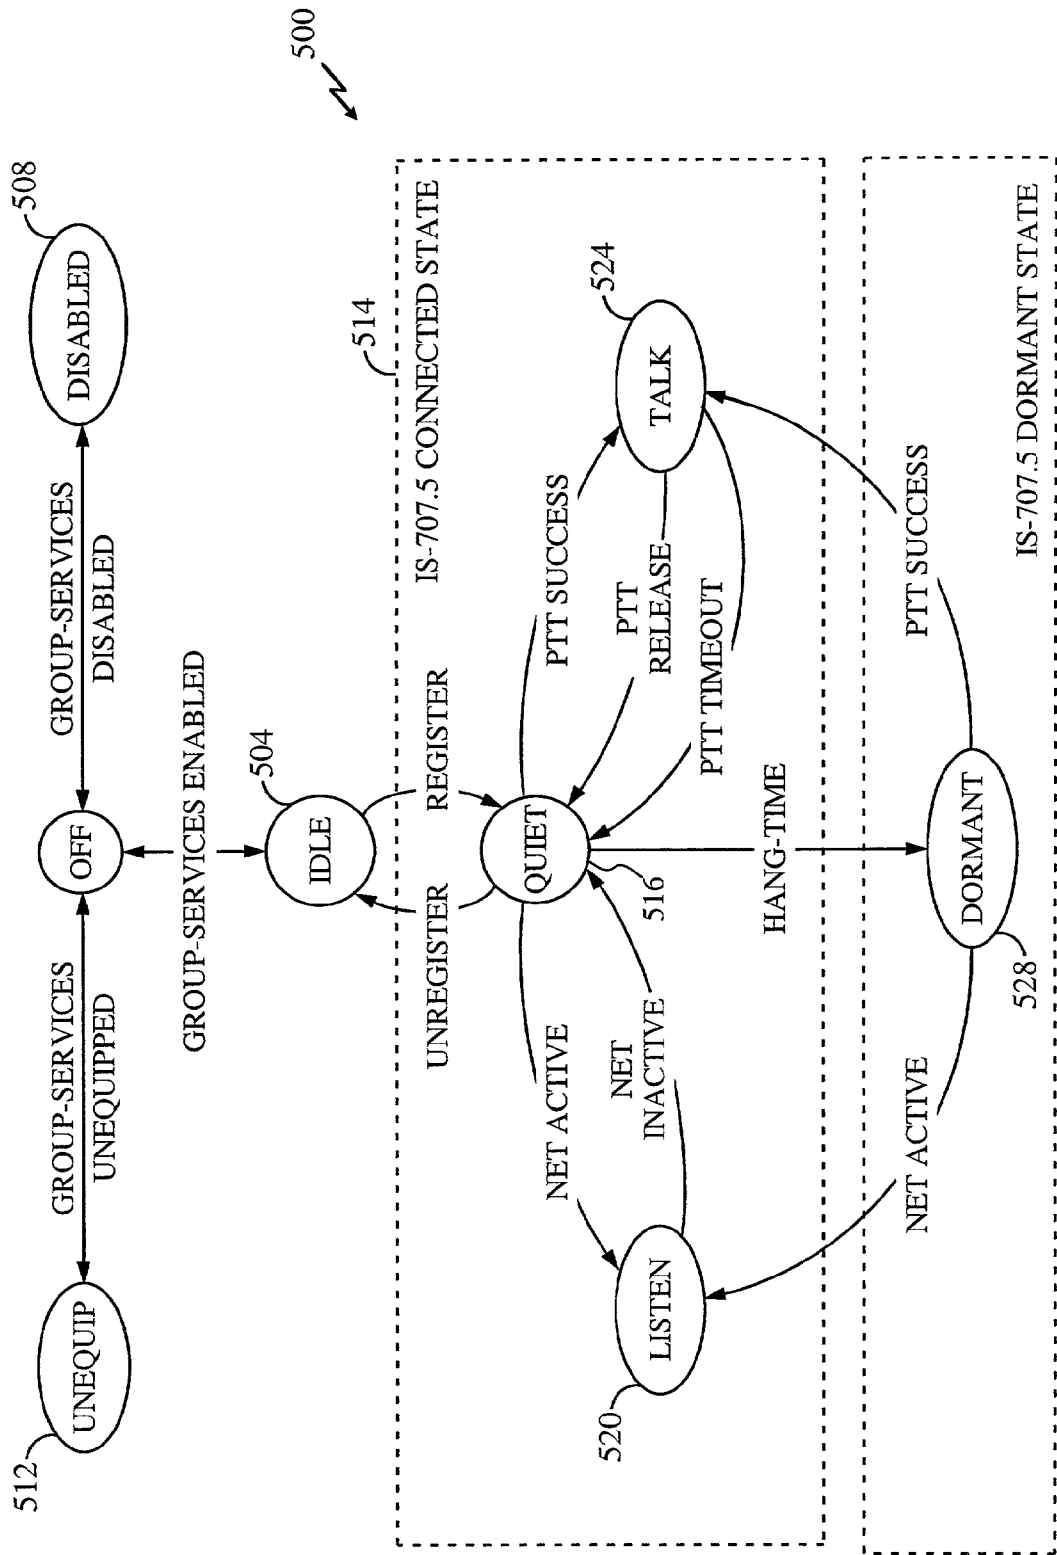 500
512
UNEQUIP
GROUP-SERVICES
UNEQUIPPED
OFF
GROUP-SERVICES
DISABLED
DISABLED
508
GROUP-SERVICES ENABLED
504
IDLE
UNREGISTER
REGISTER
514
IS-707.5 CONNECTED STATE
QUIET
516
NET ACTIVE
NET
INACTIVE
PTT SUCCESS
PTT
RELEASE
PTT TIMEOUT
520
LISTEN
TALK
524
HANG-TIME
NET ACTIVE
PTT SUCCESS
528
DORMANT
IS-707.5 DORMANT STATE